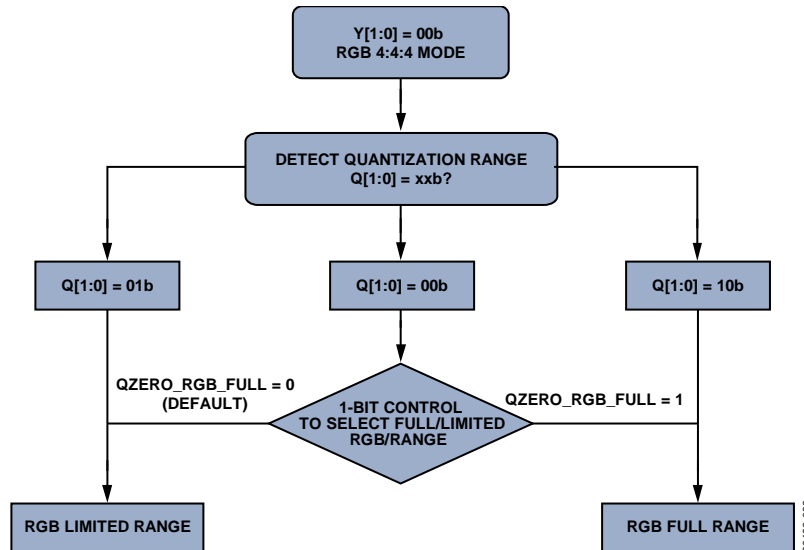 Y[1:0] = 00b
RGB 4:4:4 MODE
DETECT QUANTIZATION RANGE
Q[1:0] = xxb?
Q[1:0] = 01b
Q[1:0] = 00b
Q[1:0] = 10b
QZERO_RGB_FULL = 0
(DEFAULT)
1-BIT CONTROL
TO SELECT FULL/LIMITED
RGB/RANGE
QZERO_RGB_FULL = 1
RGB LIMITED RANGE
RGB FULL RANGE